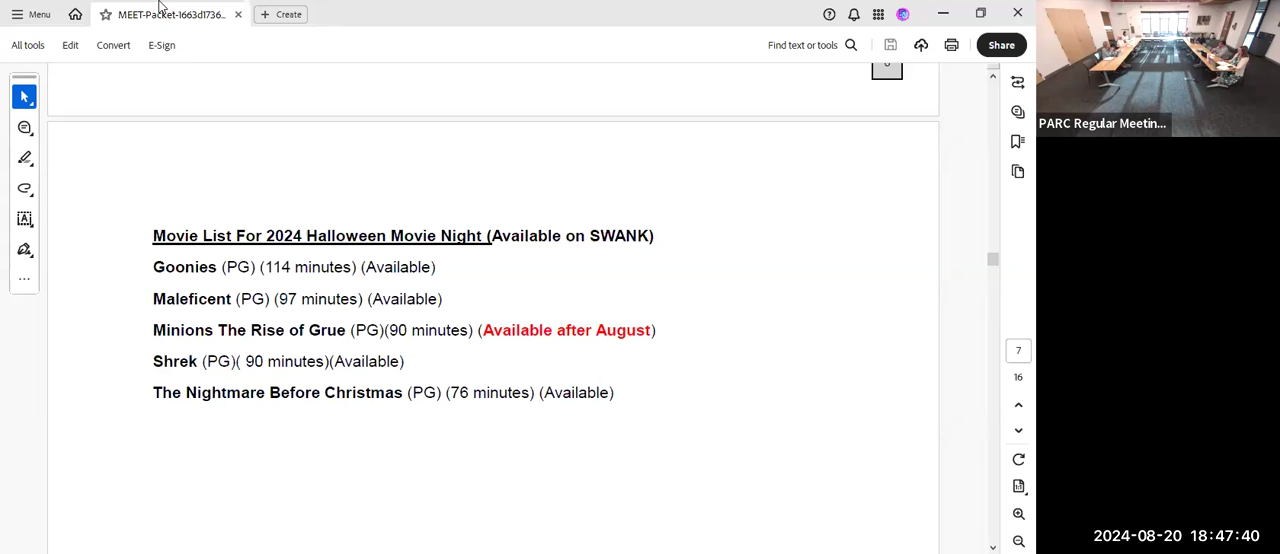 Menu
MEET-Packet-1663d1736...
Create
All tools
Edit
Convert
E-Sign
Find text or tools
Share
Movie List For 2024 Halloween Movie Night (Available on SWANK)
Goonies (PG) (114 minutes) (Available)
Maleficent (PG) (97 minutes) (Available)
Minions The Rise of Grue (PG)(90 minutes) (Available after August)
Shrek (PG)( 90 minutes)(Available)
The Nightmare Before Christmas (PG) (76 minutes) (Available)
7
16
PARC Regular Meetin...
2024-08-20 18:47:40